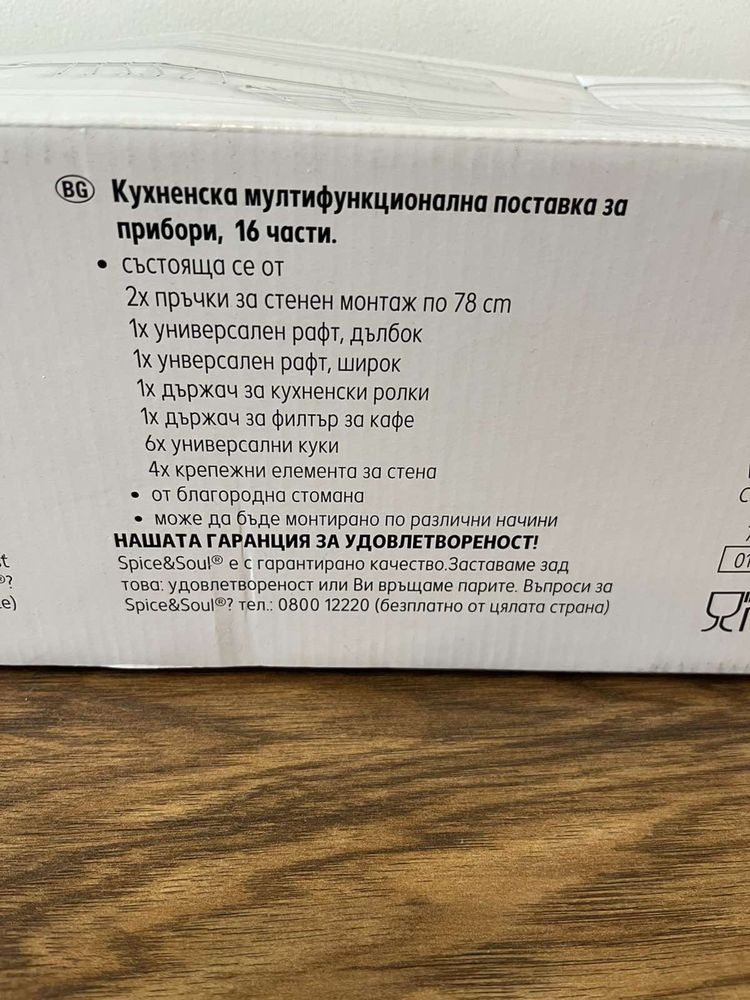 BG Кухненска мултифункционална поставка за
прибори, 16 части.
• състояща се от
2x пръчки за стенен монтаж по 78 cm
1x универсален рафт, дълбок
1x унверсален рафт, широк
1x държач за кухненски ролки
1x държач за филтър за кафе
6x универсални куки
4x крепежни елемента за стена
• от благородна стомана
• може да бъде монтирано по различни начини
НАШАТА ГАРАНЦИЯ ЗА УДОВЛЕТВОРЕНОСТ!
Spice&Soul® е с гарантирано качество.Заставаме зад
това: удовлетвореност или Ви връщаме парите. Въпроси за
Spice&Soul®? тел.: 0800 12220 (безплатно от цялата страна)
01